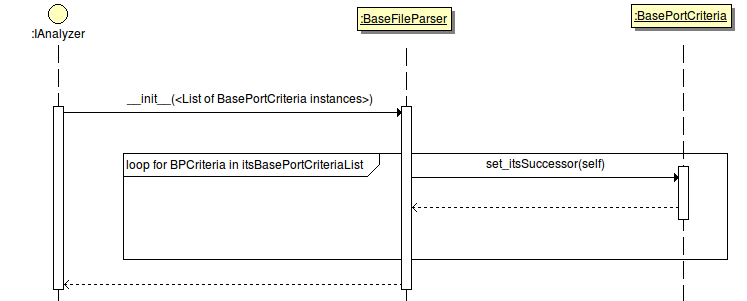 :IAnalyzer
:BaseFileParser
:BasePortCriteria
__init__(<List of BasePortCriteria instances>)
loop for BPCriteria in itsBasePortCriteriaList
set_itsSuccessor(self)